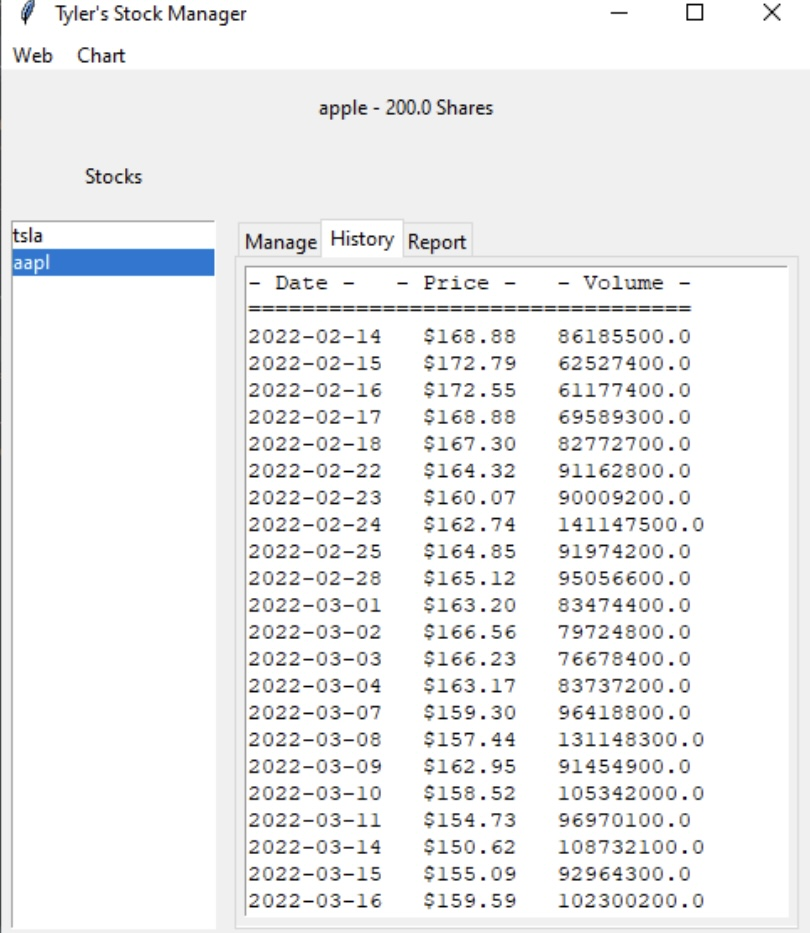 Tyler's Stock Manager
Web Chart
apple - 200.0 Shares
Stocks
tsla
aapl
Manage History Report
- Date -   - Price -   - Volume -
=================================
2022-02-14   $168.88   86185500.0
2022-02-15   $172.79   62527400.0
2022-02-16   $172.55   61177400.0
2022-02-17   $168.88   69589300.0
2022-02-18   $167.30   82772700.0
2022-02-22   $164.32   91162800.0
2022-02-23   $160.07   90009200.0
2022-02-24   $162.74   141147500.0
2022-02-25   $164.85   91974200.0
2022-02-28   $165.12   95056600.0
2022-03-01   $163.20   83474400.0
2022-03-02   $166.56   79724800.0
2022-03-03   $166.23   76678400.0
2022-03-04   $163.17   83737200.0
2022-03-07   $159.30   96418800.0
2022-03-08   $157.44   131148300.0
2022-03-09   $162.95   91454900.0
2022-03-10   $158.52   105342000.0
2022-03-11   $154.73   96970100.0
2022-03-14   $150.62   108732100.0
2022-03-15   $155.09   92964300.0
2022-03-16   $159.59   102300200.0